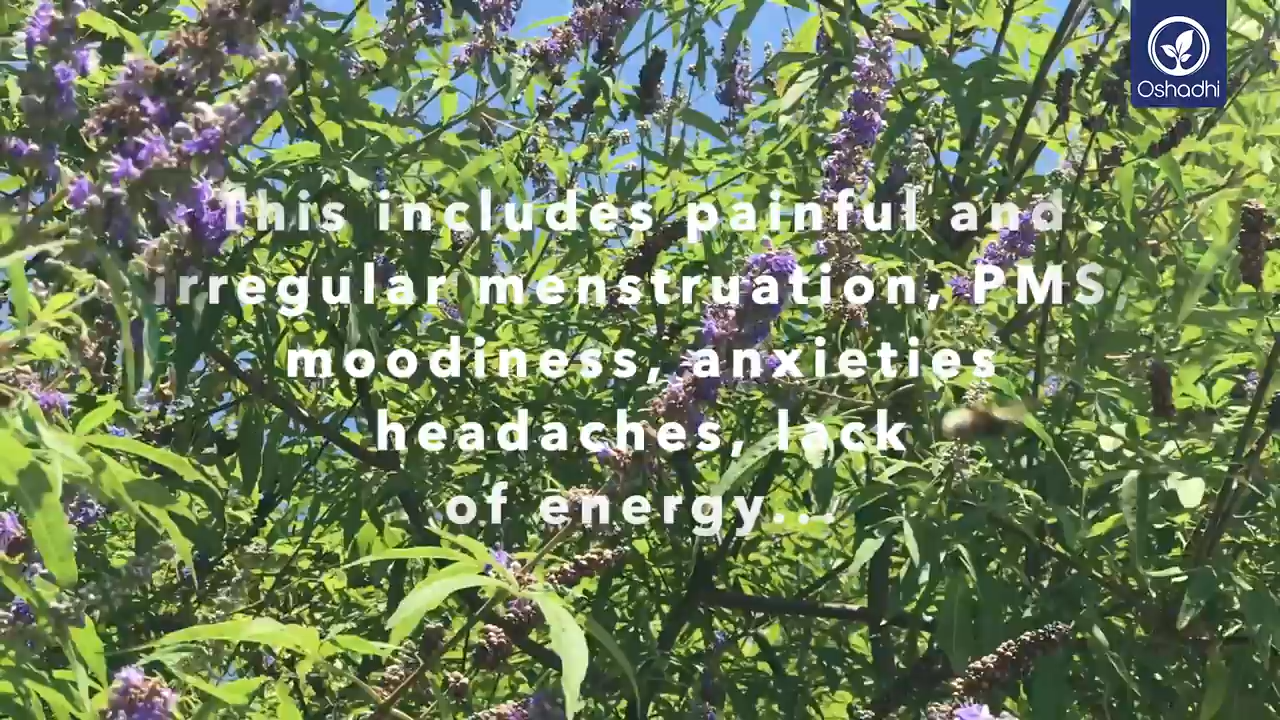 Oshadhi
This includes painful and
irregular menstruation, PMS,
moodiness, anxieties
headaches, lack
of energy...